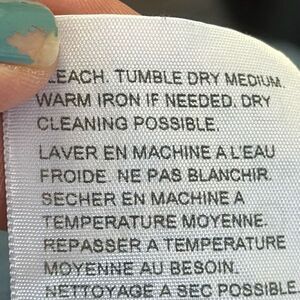 LEACH. TUMBLE DRY MEDIUM.
WARM IRON IF NEEDED. DRY
CLEANING POSSIBLE.
LAVER EN MACHINE A L'EAU
FROIDE NE PAS BLANCHIR.
SECHER EN MACHINE A
TEMPERATURE MOYENNE.
REPASSER A TEMPERATURE
MOYENNE AU BESOIN.
NETTOYAGE A SEC POSSIBLE.